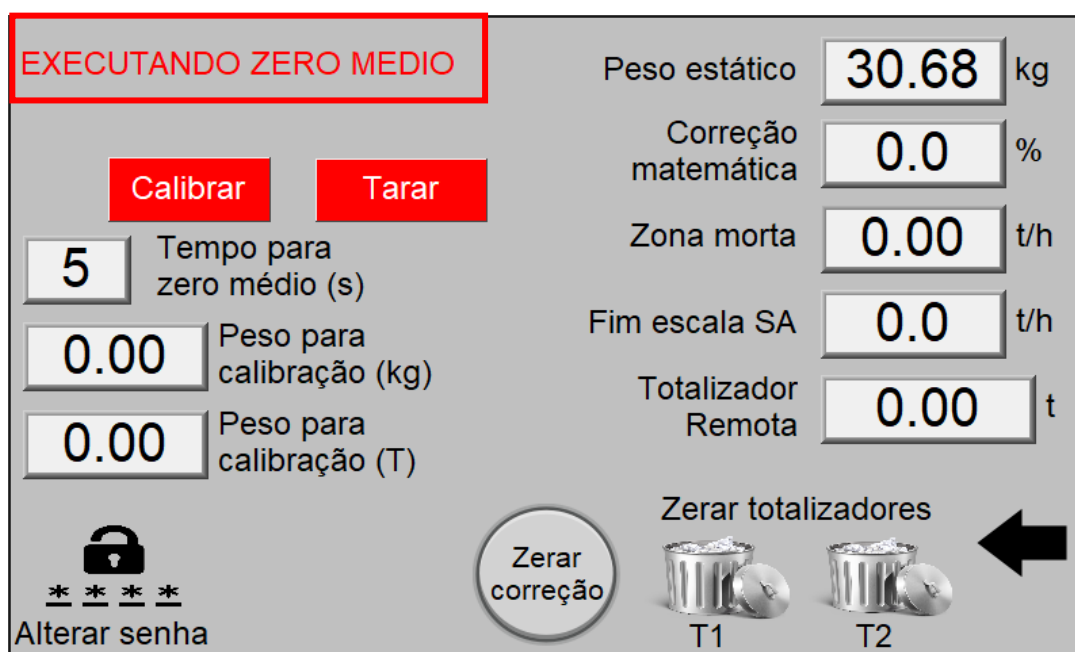 EXECUTANDO ZERO MEDIO
Calibrar
Tarar
5
Tempo para
zero médio (s)
0.00
Peso para
calibração (kg)
0.00
Peso para
calibração (T)
* * * *
Alterar senha
Peso estático
30.68
kg
Correção
matemática
0.0
%
Zona morta
0.00
t/h
Fim escala SA
0.0
t/h
Totalizador
Remota
0.00
t
Zerar
correção
Zerar totalizadores
T1
T2